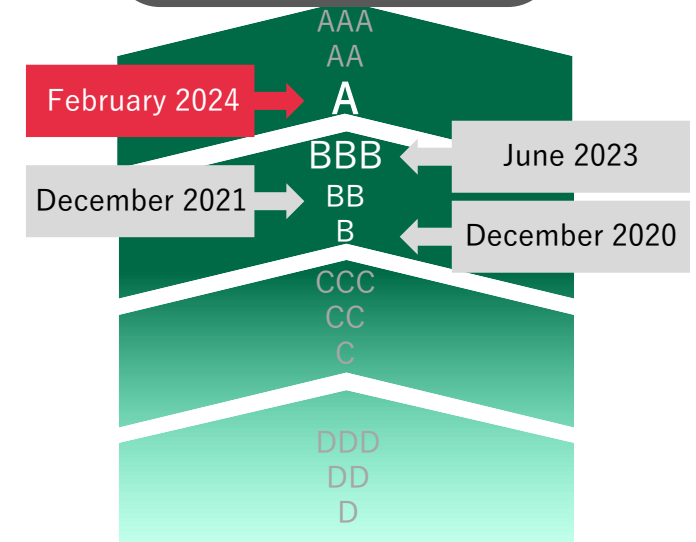 AAA
AA
February 2024
A
BBB
June 2023
December 2021
BB
B
December 2020
CCC
CC
C
DDD
DD
D